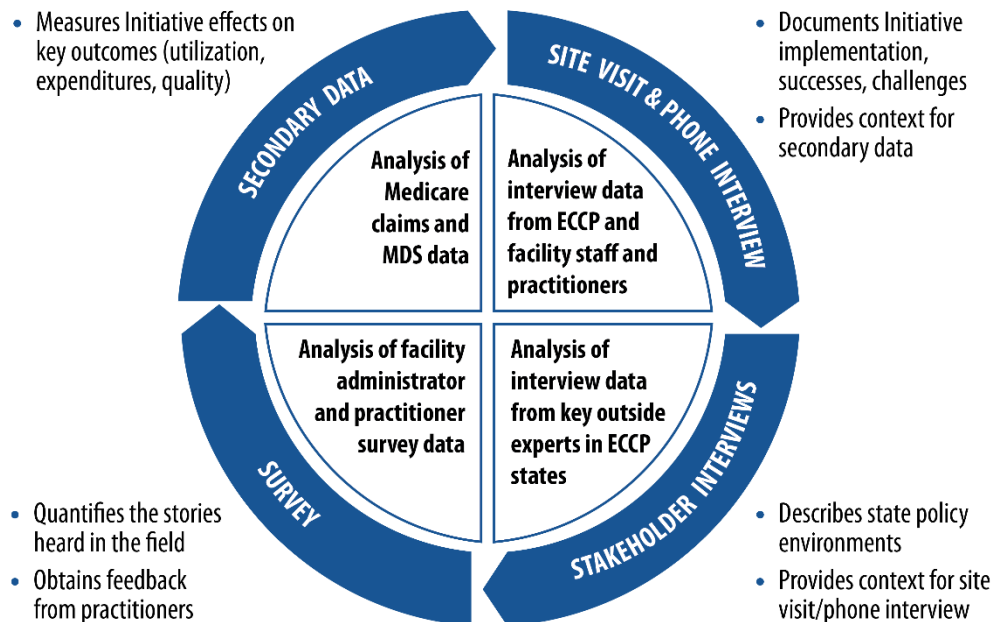 • Measures Initiative effects on
key outcomes (utilization,
expenditures, quality)
SECONDARY DATA
Analysis of
Medicare
claims and
MDS data
SITE VISIT & PHONE INTERVIEW
Analysis of
interview data
from ECCP and
facility staff and
practitioners
• Documents Initiative
implementation,
successes, challenges
• Provides context for
secondary data
Analysis of facility
administrator
and practitioner
survey data
SURVEY
• Quantifies the stories
heard in the field
• Obtains feedback
from practitioners
Analysis of
interview data
from key outside
experts in ECCP
states
STAKEHOLDER INTERVIEWS
• Describes state policy
environments
• Provides context for site
visit/phone interview